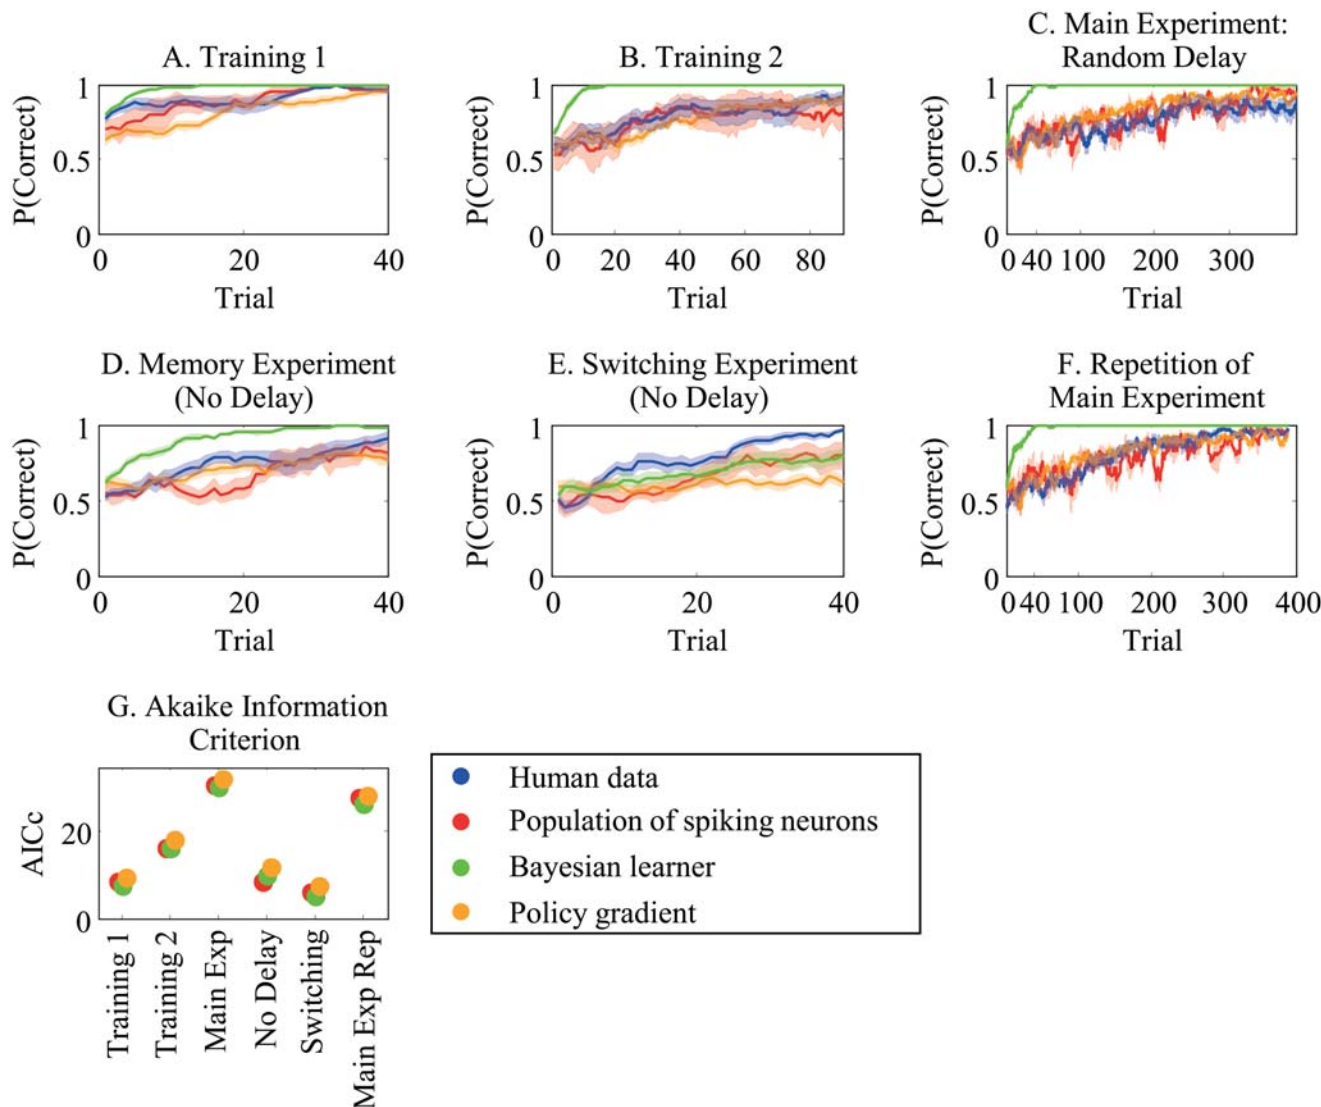 A. Training 1
P(Correct)
1
0.5
0
0 20 40
Trial
B. Training 2
P(Correct)
1
0.5
0
0 20 40 60 80
Trial
C. Main Experiment:
Random Delay
P(Correct)
1
0.5
0
0 40 100 200 300
Trial
D. Memory Experiment
(No Delay)
P(Correct)
1
0.5
0
0 20 40
Trial
E. Switching Experiment
(No Delay)
P(Correct)
1
0.5
0
0 20 40
Trial
F. Repetition of
Main Experiment
P(Correct)
1
0.5
0
0 40 100 200 300 400
Trial
G. Akaike Information
Criterion
AICc
20
0
Training 1
Training 2
Main Exp
No Delay
Switching
Main Exp Rep
Human data
Population of spiking neurons
Bayesian learner
Policy gradient